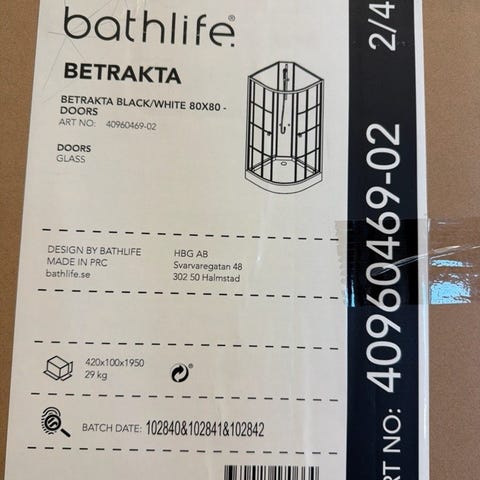 bathlife®
BETRAKTA
BETRAKTA BLACK/WHITE 80X80 -
DOORS
ART NO: 40960469-02
DOORS
GLASS
DESIGN BY BATHLIFE
MADE IN PRC
bathlife.se
HBG AB
Svarvaregatan 48
302 50 Halmstad
420x100x1950
29 kg
BATCH DATE: 102840&102841&102842
RT NO: 40960469-02 2/4